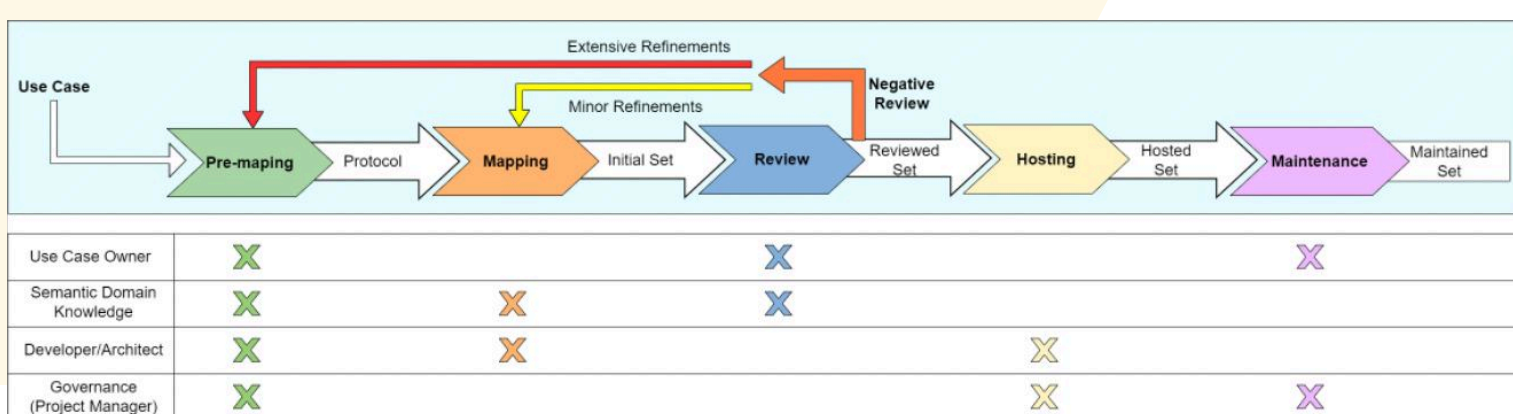 Extensive Refinements
Use Case
Negative
Review
Minor Refinements
Pre-maping
Protocol
Mapping
Initial Set
Review
Reviewed
Set
Hosting
Hosted
Set
Maintenance
Maintained
Set
Use Case Owner
X X X
Semantic Domain
Knowledge
X X X
Developer/Architect
X X X
Governance
(Project Manager)
X X X